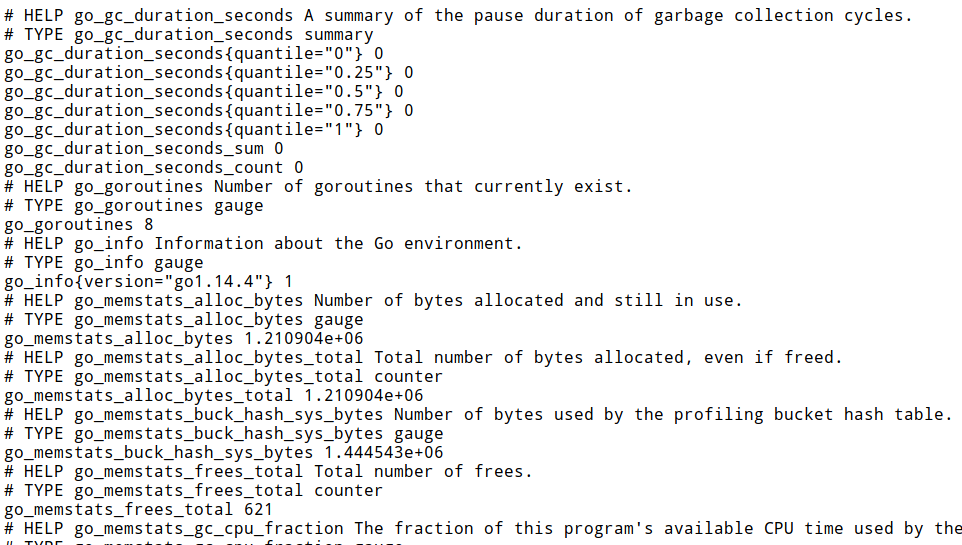 # HELP go_gc_duration_seconds A summary of the pause duration of garbage collection cycles.
# TYPE go_gc_duration_seconds summary
go_gc_duration_seconds{quantile="0"} 0
go_gc_duration_seconds{quantile="0.25"} 0
go_gc_duration_seconds{quantile="0.5"} 0
go_gc_duration_seconds{quantile="0.75"} 0
go_gc_duration_seconds{quantile="1"} 0
go_gc_duration_seconds_sum 0
go_gc_duration_seconds_count 0
# HELP go_goroutines Number of goroutines that currently exist.
# TYPE go_goroutines gauge
go_goroutines 8
# HELP go_info Information about the Go environment.
# TYPE go_info gauge
go_info{version="go1.14.4"} 1
# HELP go_memstats_alloc_bytes Number of bytes allocated and still in use.
# TYPE go_memstats_alloc_bytes gauge
go_memstats_alloc_bytes 1.210904e+06
# HELP go_memstats_alloc_bytes_total Total number of bytes allocated, even if freed.
# TYPE go_memstats_alloc_bytes_total counter
go_memstats_alloc_bytes_total 1.210904e+06
# HELP go_memstats_buck_hash_sys_bytes Number of bytes used by the profiling bucket hash table.
# TYPE go_memstats_buck_hash_sys_bytes gauge
go_memstats_buck_hash_sys_bytes 1.444543e+06
# HELP go_memstats_frees_total Total number of frees.
# TYPE go_memstats_frees_total counter
go_memstats_frees_total 621
# HELP go_memstats_gc_cpu_fraction The fraction of this program's available CPU time used by the
# TYPE go_memstats_gc_cpu_fraction gauge